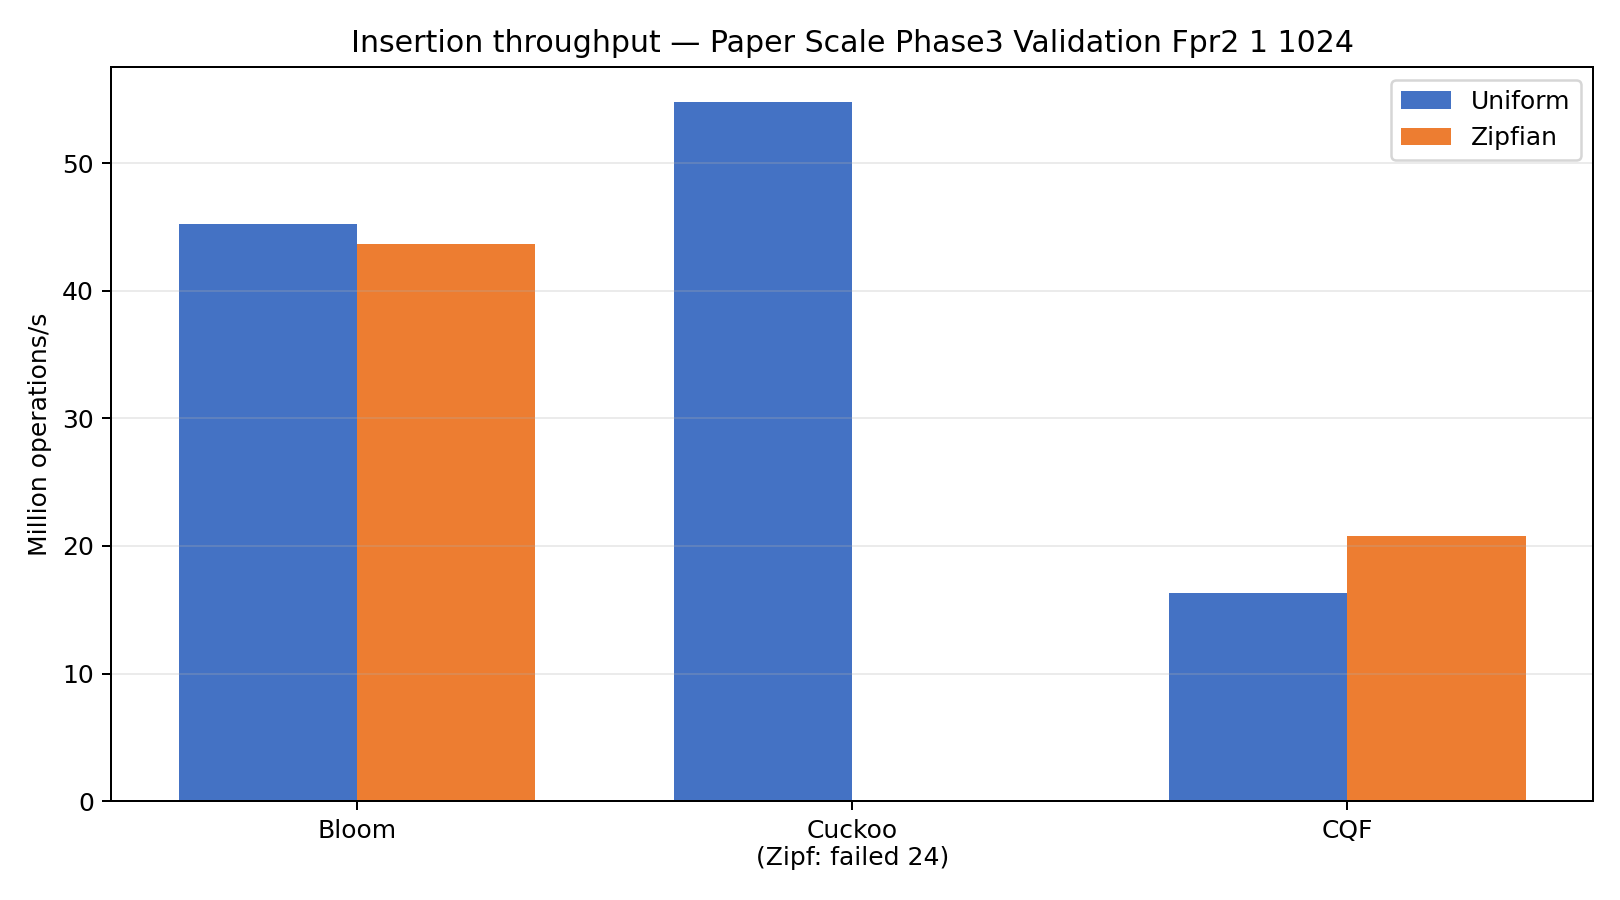 Insertion throughput — Paper Scale Phase3 Validation Fpr2 1 1024
Uniform
Zipfian
Million operations/s
50
40
30
20
10
0
Bloom
Cuckoo
(Zipf: failed 24)
CQF